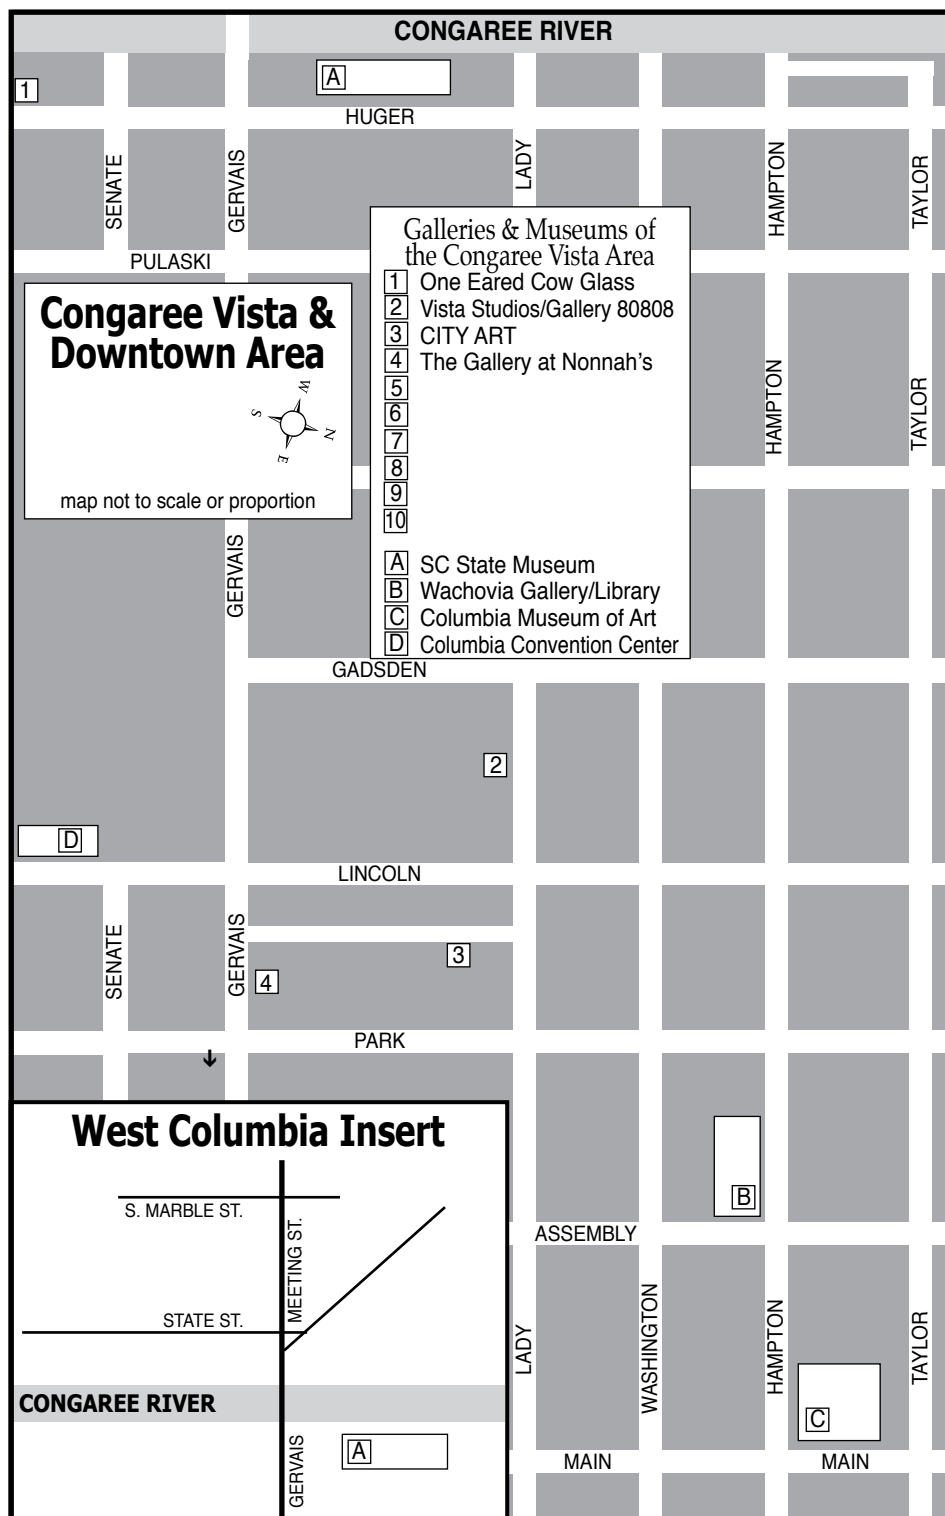 CONGAREE RIVER
1
A
HUGER
SENATE
GERVAIS
LADY
HAMPTON
TAYLOR
PULASKI
Galleries & Museums of
the Congaree Vista Area
1 One Eared Cow Glass
2 Vista Studios/Gallery 80808
3 CITY ART
4 The Gallery at Nonnah's
5
6
7
8
9
10
A SC State Museum
B Wachovia Gallery/Library
C Columbia Museum of Art
D Columbia Convention Center
Congaree Vista &
Downtown Area
W
S
N
E
map not to scale or proportion
HAMPTON
TAYLOR
GERVAIS
GADSDEN
2
D
LINCOLN
SENATE
GERVAIS
3
4
PARK
West Columbia Insert
S. MARBLE ST.
MEETING ST.
STATE ST.
CONGAREE RIVER
GERVAIS
A
B
ASSEMBLY
LADY
WASHINGTON
HAMPTON
TAYLOR
C
MAIN
MAIN